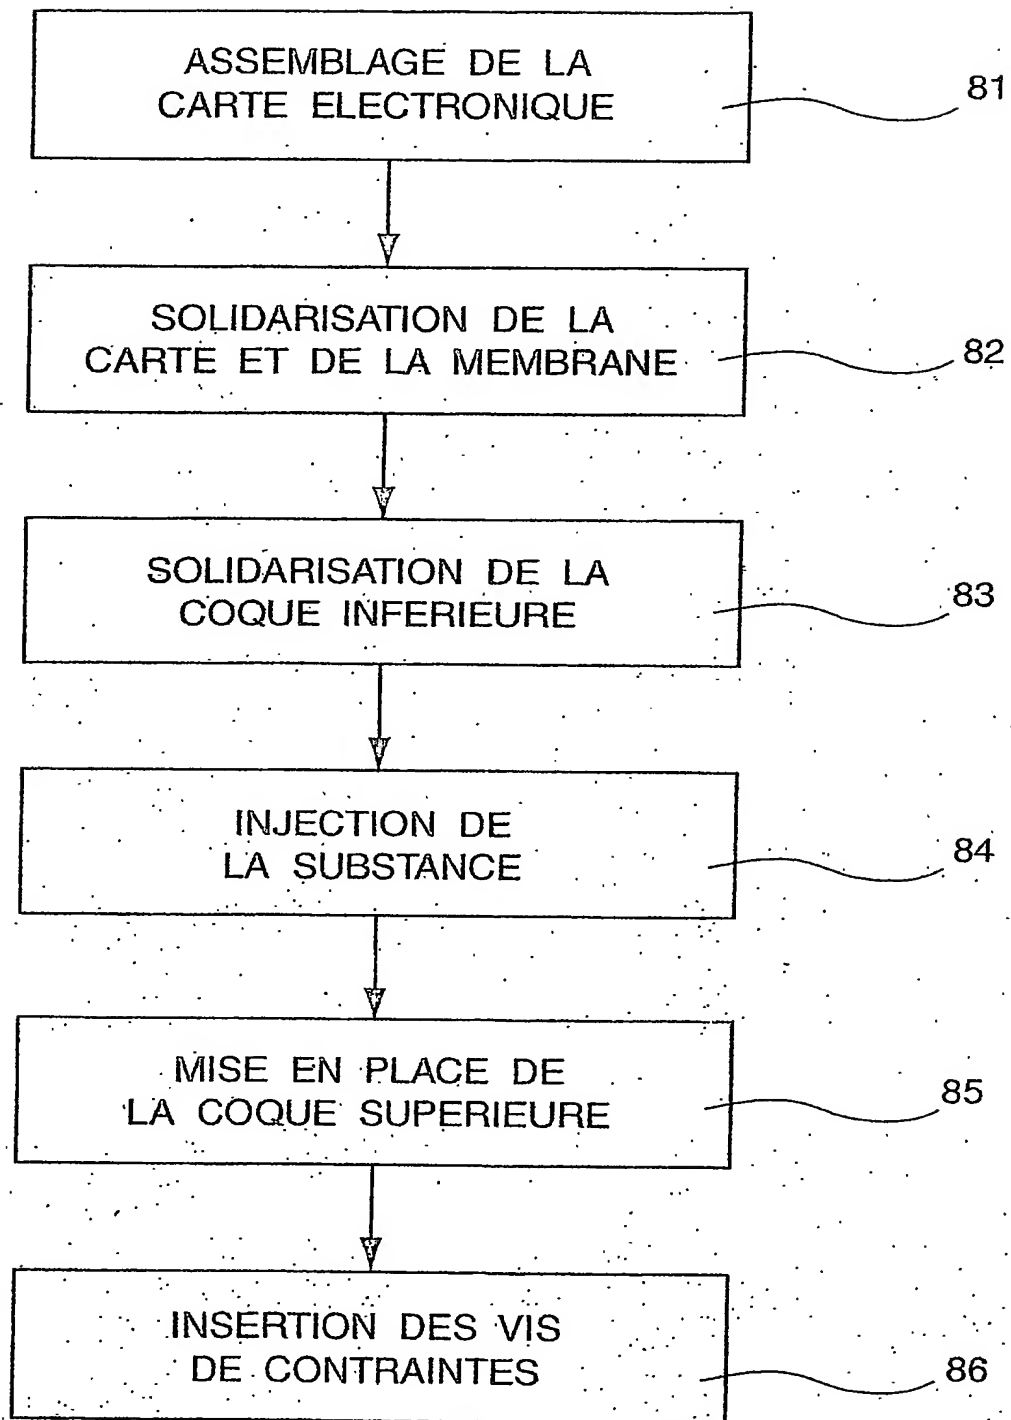 ASSEMBLAGE DE LA
CARTE ELECTRONIQUE
81
SOLIDARISATION DE LA
CARTE ET DE LA MEMBRANE
82
SOLIDARISATION DE LA
COQUE INFERIEURE
83
INJECTION DE
LA SUBSTANCE
84
MISE EN PLACE DE
LA COQUE SUPERIEURE
85
INSERTION DES VIS
DE CONTRAINTES
86